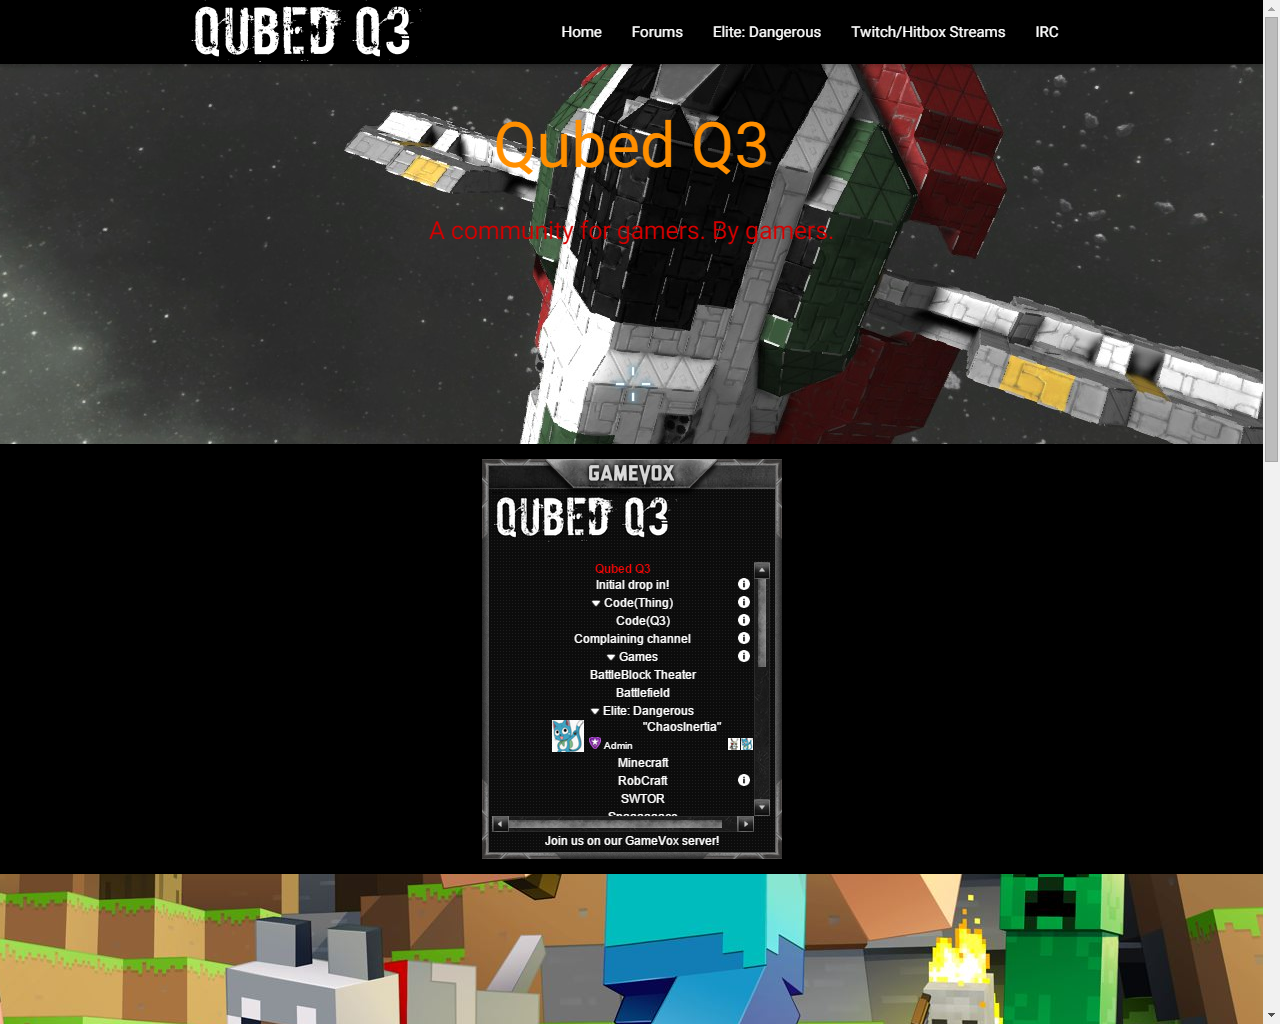 QUBED Q3
Home Forums Elite: Dangerous Twitch/Hitbox Streams IRC
Qubed Q3
A community for gamers. By gamers.
GAMEVOX
QUBED Q3
Qubed Q3
Initial drop in!
Code(Thing)
Code(Q3)
Complaining channel
Games
BattleBlock Theater
Battlefield
Elite: Dangerous
"ChaosInertia"
Admin
Minecraft
RobCraft
SWTOR
Join us on our GameVox server!